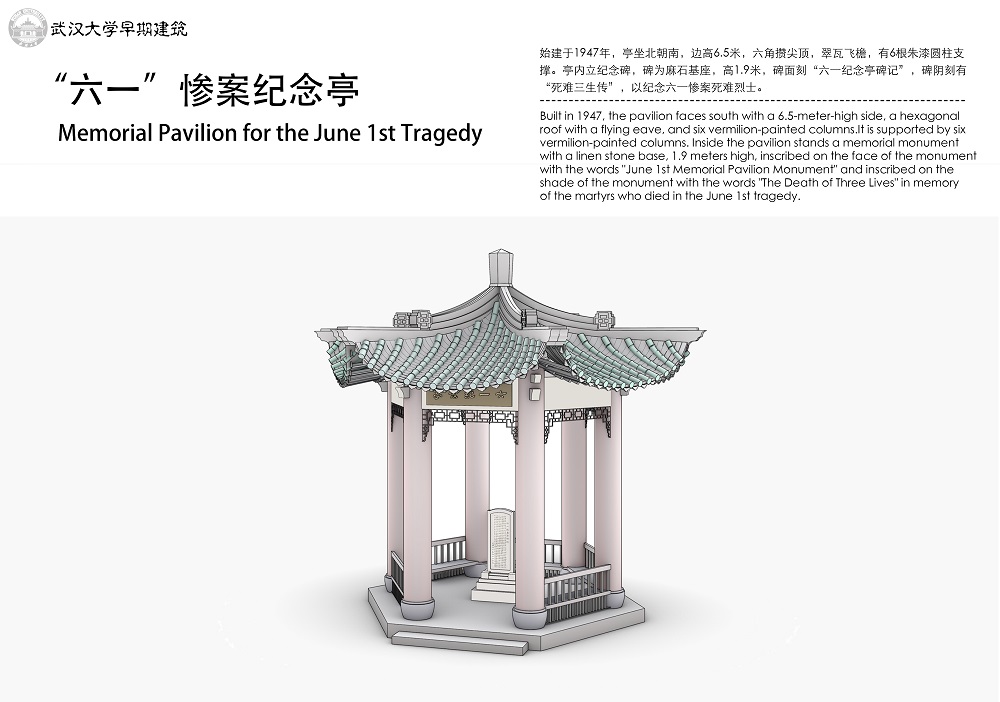 武汉大学早期建筑
“六一”惨案纪念亭
Memorial Pavilion for the June 1st Tragedy
始建于1947年，亭坐北朝南，边高6.5米，六角攒尖顶，翠瓦飞檐，有6根朱漆圆柱支
撑。亭内立纪念碑，碑为麻石基座，高1.9米，碑面刻“六一纪念亭碑记”，碑阴刻有
“死难三生传”，以纪念六一惨案死难烈士。
Built in 1947, the pavilion faces south with a 6.5-meter-high side, a hexagonal
roof with a flying eave, and six vermilion-painted columns.It is supported by six
vermilion-painted columns. Inside the pavilion stands a memorial monument
with a linen stone base, 1.9 meters high, inscribed on the face of the monument
with the words "June 1st Memorial Pavilion Monument" and inscribed on the
shade of the monument with the words "The Death of Three Lives" in memory
of the martyrs who died in the June 1st tragedy.